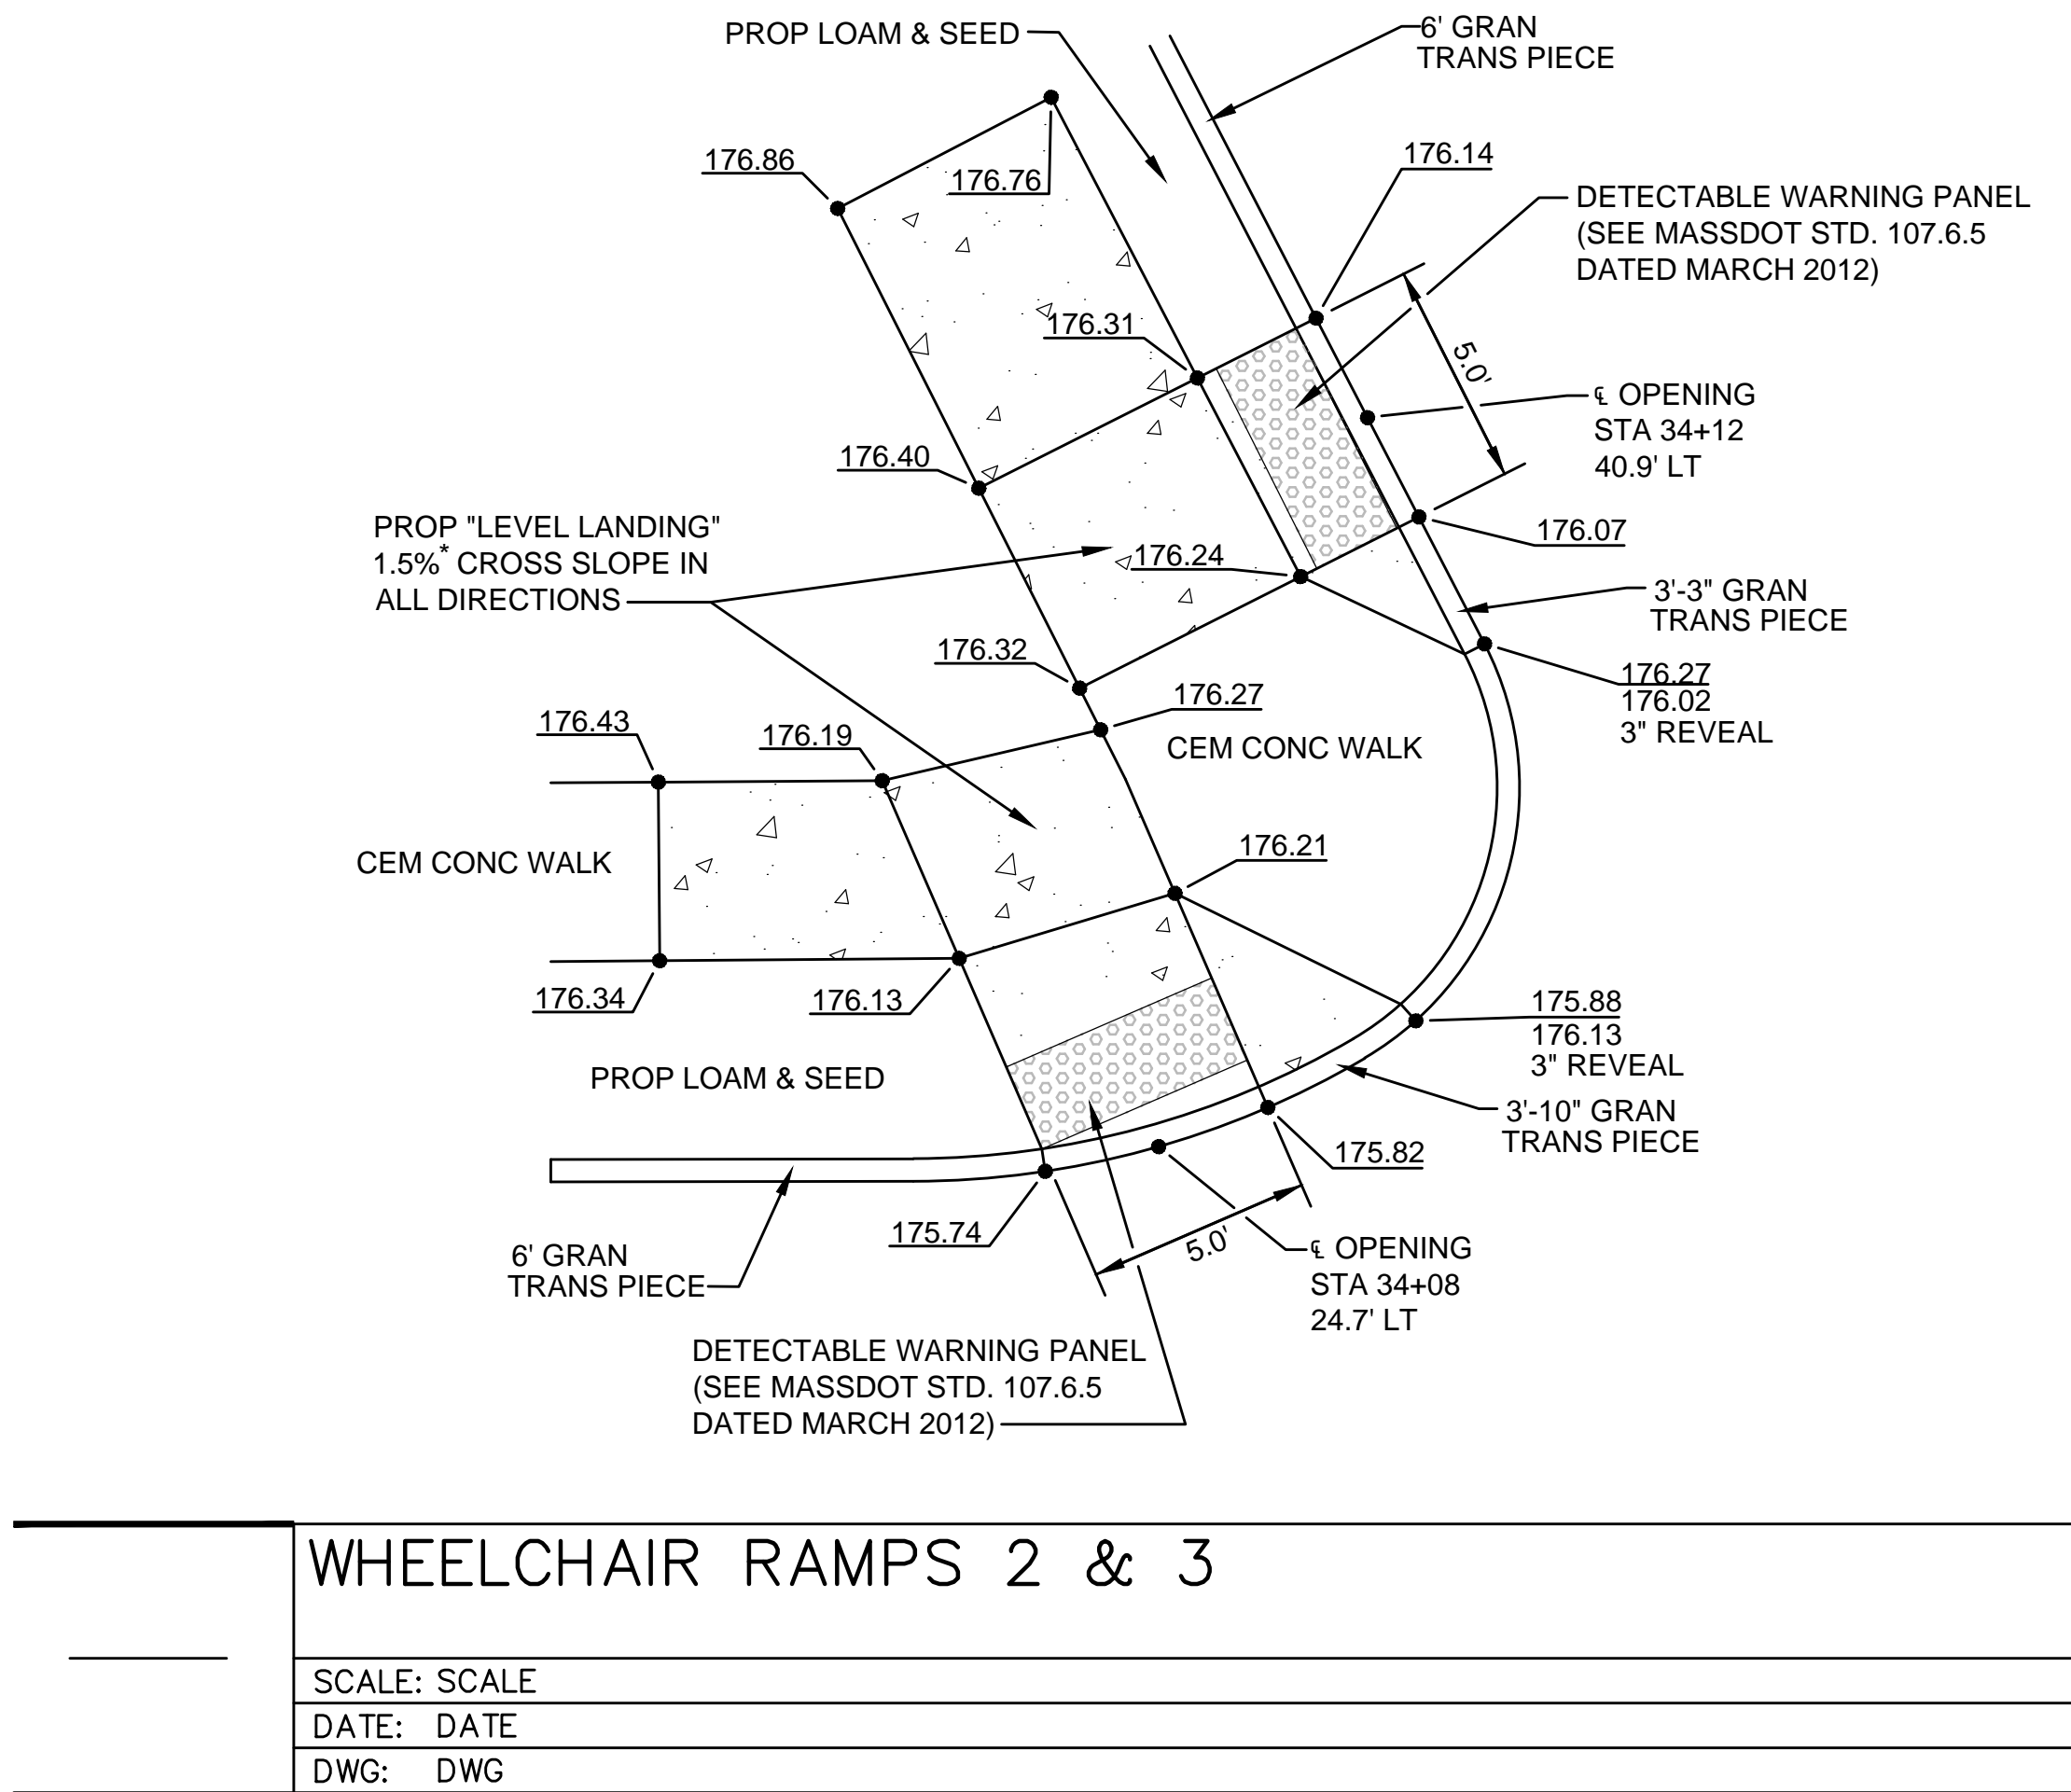 PROP LOAM & SEED
6' GRAN
TRANS PIECE
176.86
176.76
176.14
DETECTABLE WARNING PANEL
(SEE MASSDOT STD. 107.6.5
DATED MARCH 2012)
176.31
5.0'
℄ OPENING
STA 34+12
40.9' LT
176.40
PROP "LEVEL LANDING"
1.5%* CROSS SLOPE IN
ALL DIRECTIONS
176.24
176.07
3'-3" GRAN
TRANS PIECE
176.32
176.27
176.02
3" REVEAL
176.27
CEM CONC WALK
176.43
176.19
176.21
CEM CONC WALK
176.34
176.13
175.88
176.13
3" REVEAL
PROP LOAM & SEED
3'-10" GRAN
TRANS PIECE
175.82
175.74
5.0'
6' GRAN
TRANS PIECE
℄ OPENING
STA 34+08
24.7' LT
DETECTABLE WARNING PANEL
(SEE MASSDOT STD. 107.6.5
DATED MARCH 2012)
WHEELCHAIR RAMPS 2 & 3
SCALE: SCALE
DATE: DATE
DWG: DWG